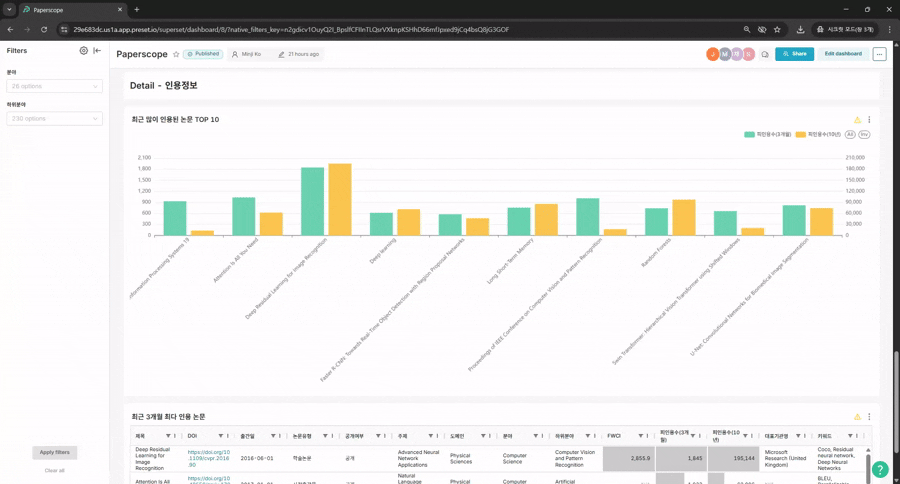 Paperscope
29e683dc.us1a.app.preset.io/superset/dashboard/8/?native_filters_key=n2gdicv1OuyQ2I_BpslfCFIInTLQsrVXknpKSHhD66mf)pxed9jCq4bsQ8jG3GOF
시크릿 모드(창 3개)
Filters
Paperscope
Published
Minji Ko
21 hours ago
J
M
세
S
Share
Edit dashboard
분야
28 options
하위분야
230 options
Apply filters
Clear all
Detail - 인용정보
최근 많이 인용된 논문 TOP 10
피인용수(3개월)
피인용수(10년)
All
Inv
2,100
1,800
1,500
1,200
900
600
300
0
210,000
180,000
150,000
120,000
90,000
60,000
30,000
0
nformation Processing Systems 19
Attention Is All You Need
Deep Residual Learning for Image Recognition
Deep learning
Faster R-CNN: Towards Real-Time Object Detection with Region Proposal Networks
Long Short-Term Memory
Proceedings of IEEE Conference on Computer Vision and Pattern Recognition
Random Forests
Swin Transformer: Hierarchical Vision Transformer using Shifted Windows
U-Net: Convolutional Networks for Biomedical Image Segmentation
최근 3개월 최다 인용 논문
제목
DOI
출간일
논문유형
공개여부
주제
도메인
분야
하위분야
FWCI
피인용수(3개월)
피인용수(10년)
대표기관명
키워드
Deep Residual Learning for Image Recognition
https://doi.org/10.1109/cvpr.2016.90
2016-06-01
학술논문
공개
Advanced Neural Network Applications
Physical Sciences
Computer Science
Computer Vision and Pattern Recognition
2,855.9
1,845
195,144
Microsoft Research (United Kingdom)
Coco, Residual neural network, Deep Neural Networks
Attention Is All
https://doi.org/10
Natural Language
Physical
Computer
Artificial
BLEU,